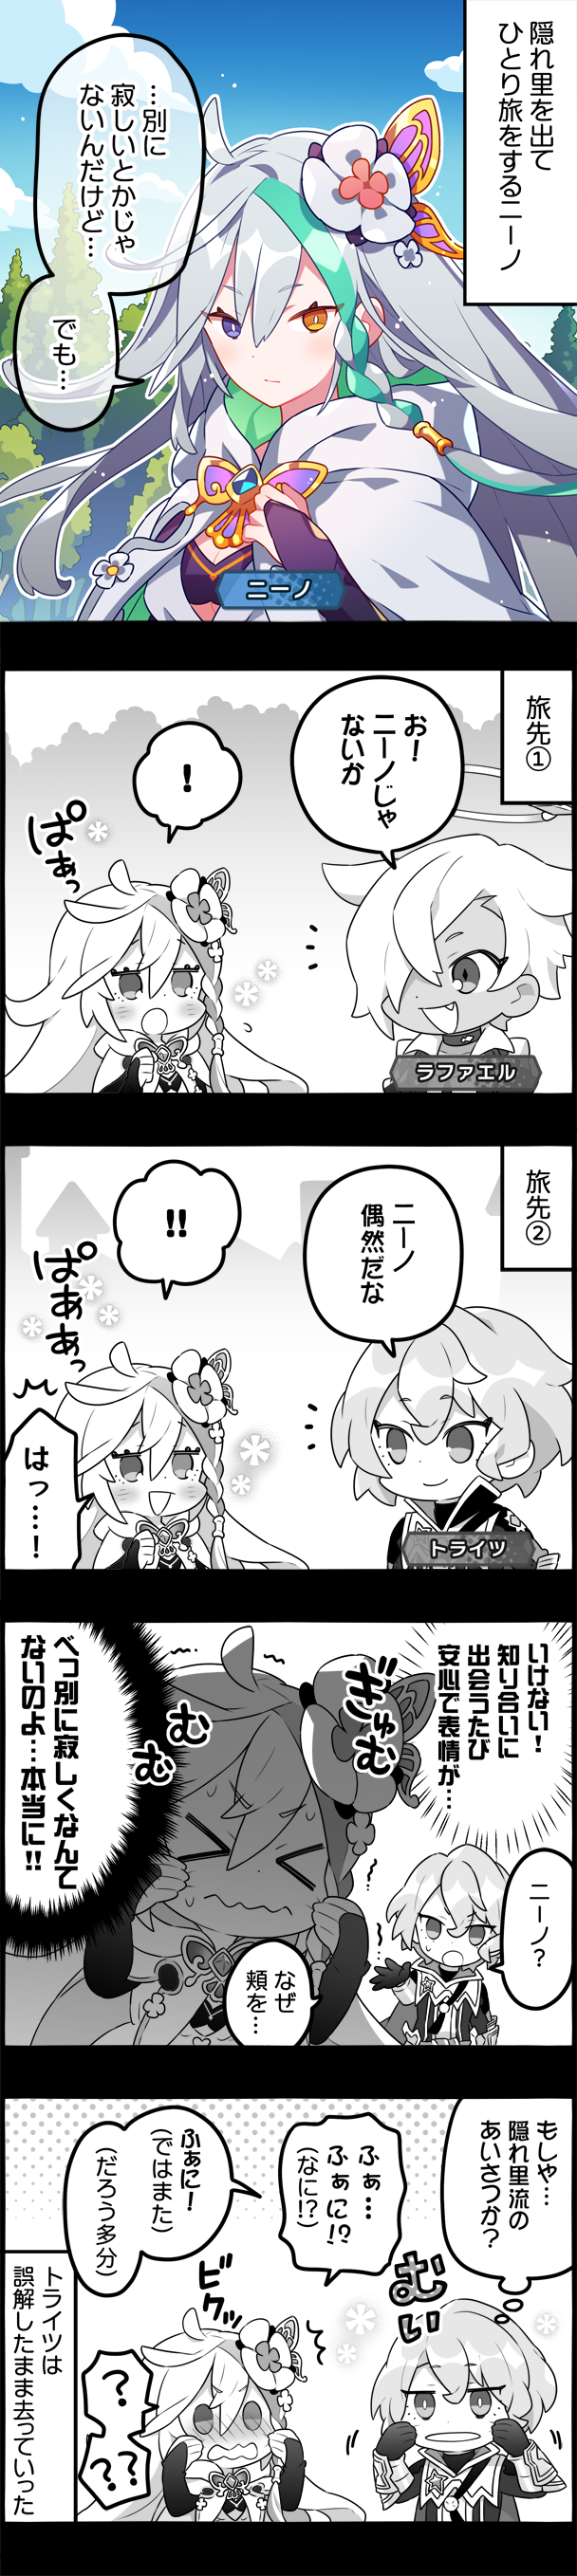 隠れ里を出て
ひとり旅をするニーノ
…別に
寂しいとかじゃ
ないんだけど…
でも…
ニーノ
旅先①
お！
ニーノじゃ
ないか
！
ぱぁっ
ラファエル
旅先②
ニーノ
偶然だな
!!
ぱぁあぁっ
はっ…！
トライツ
いけない！
知り合いに
出会うたび
安心で表情が…
ニーノ？
ぎゅむ
むむ
なぜ
頬を…
べっ別に寂しくなんて
ないのよ…本当に!!
もしや…
隠れ里流の
あいさつか？
むぃ
ふぁ…
ふぁに!?
(なに!?)
ふぁに！
(ではまた)
(だろう多分)
ビクッ
？
？？
トライツは
誤解したまま去っていった